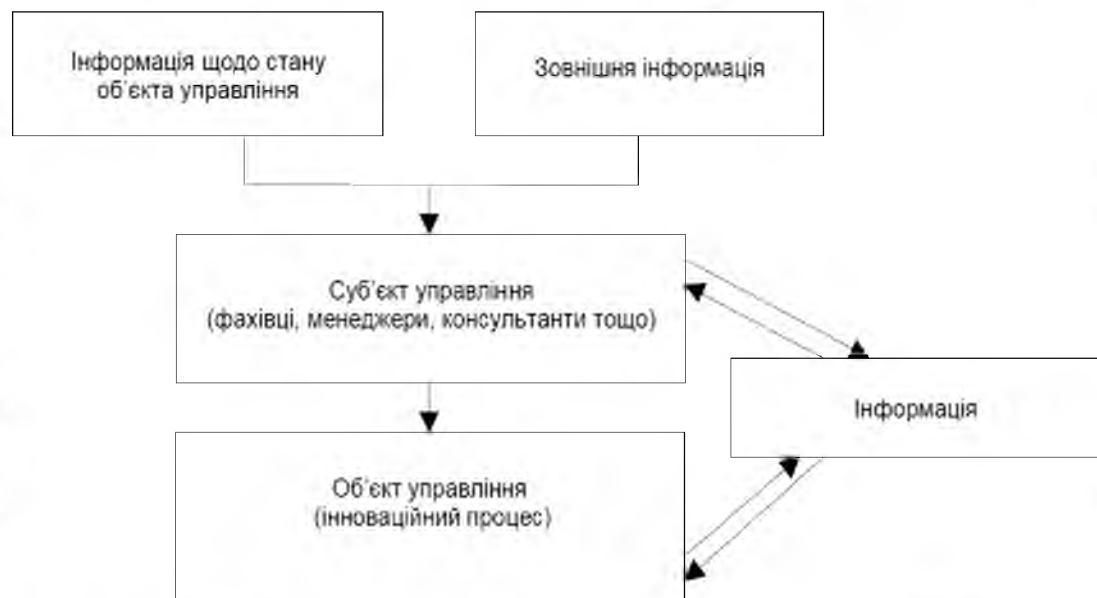 Інформація щодо стану
об’єкта управління
Зовнішня інформація
Суб’єкт управління
(фахівці, менеджери, консультанти тощо)
Інформація
Об’єкт управління
(інноваційний процес)